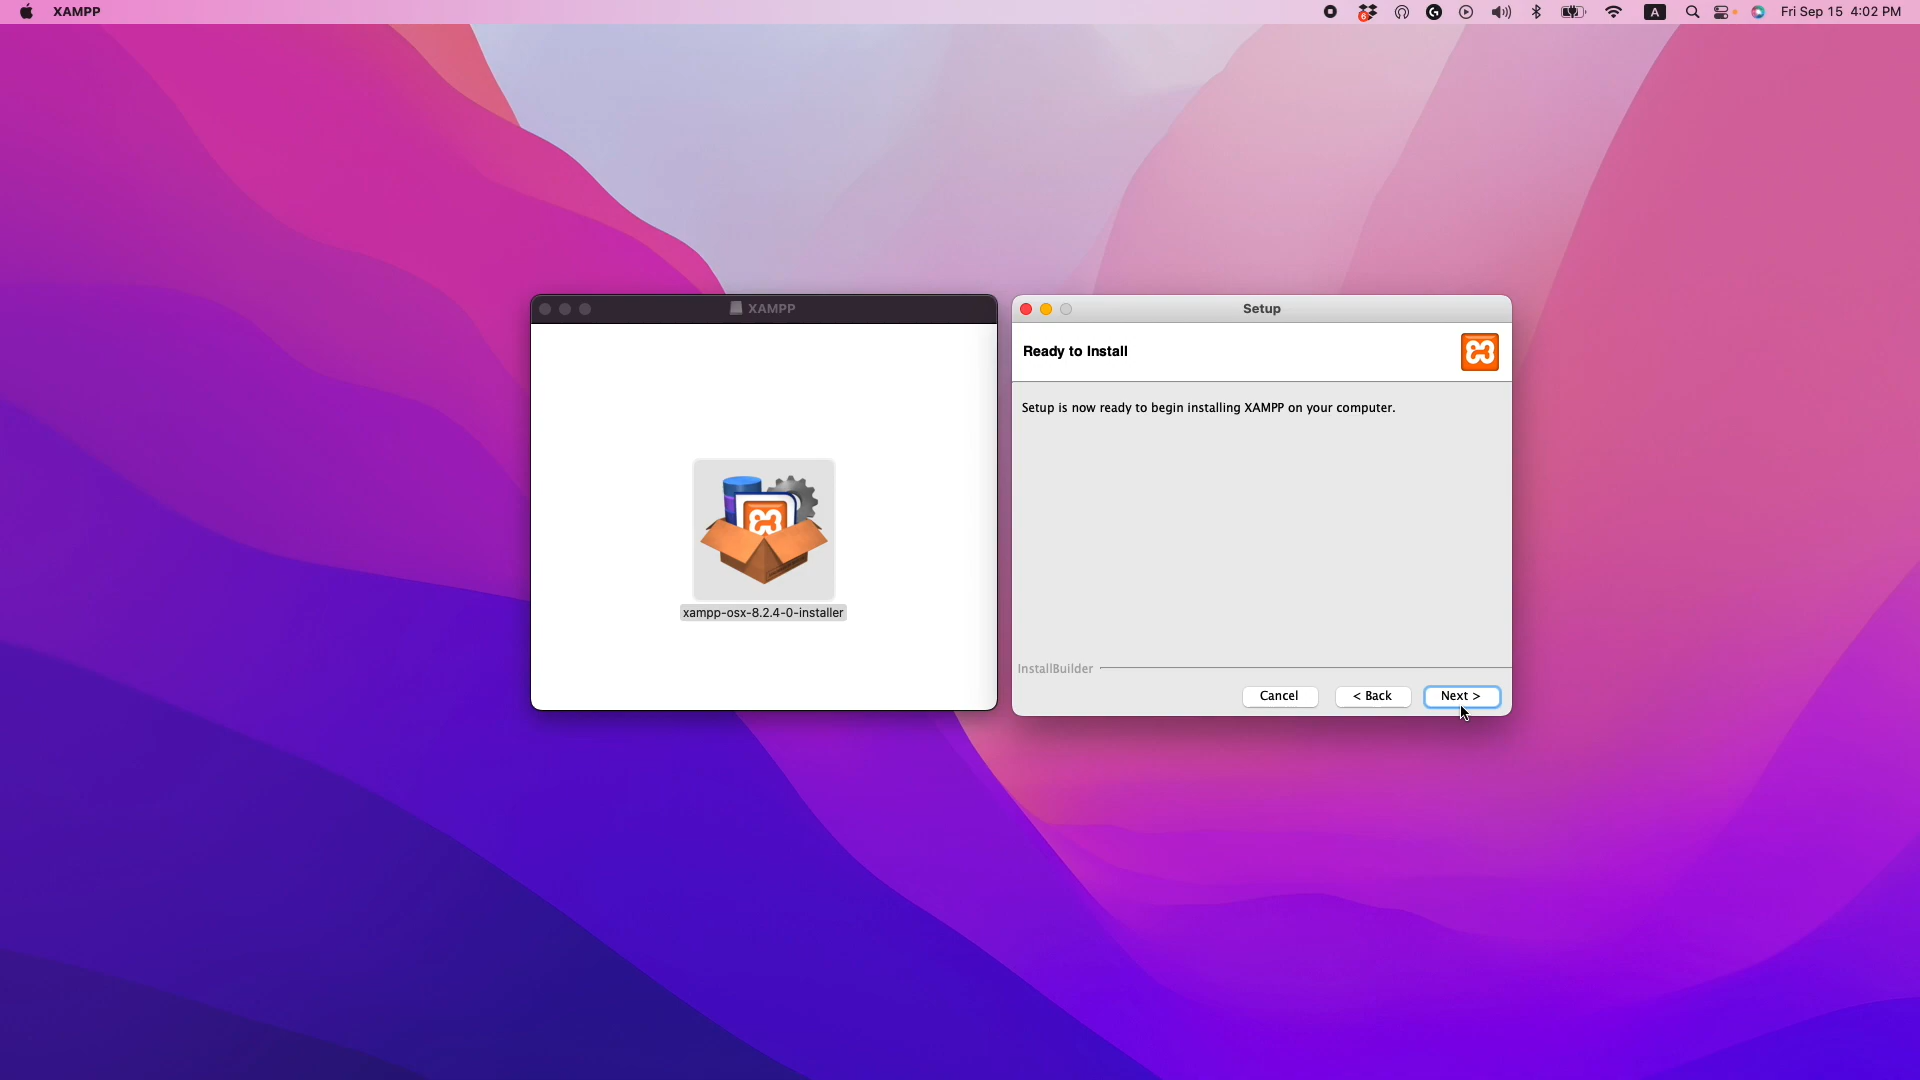 XAMPP
6
A
Fri Sep 15 4:02 PM
XAMPP
xampp-osx-8.2.4-0-installer
Setup
Ready to Install
Setup is now ready to begin installing XAMPP on your computer.
InstallBuilder
Cancel
< Back
Next >